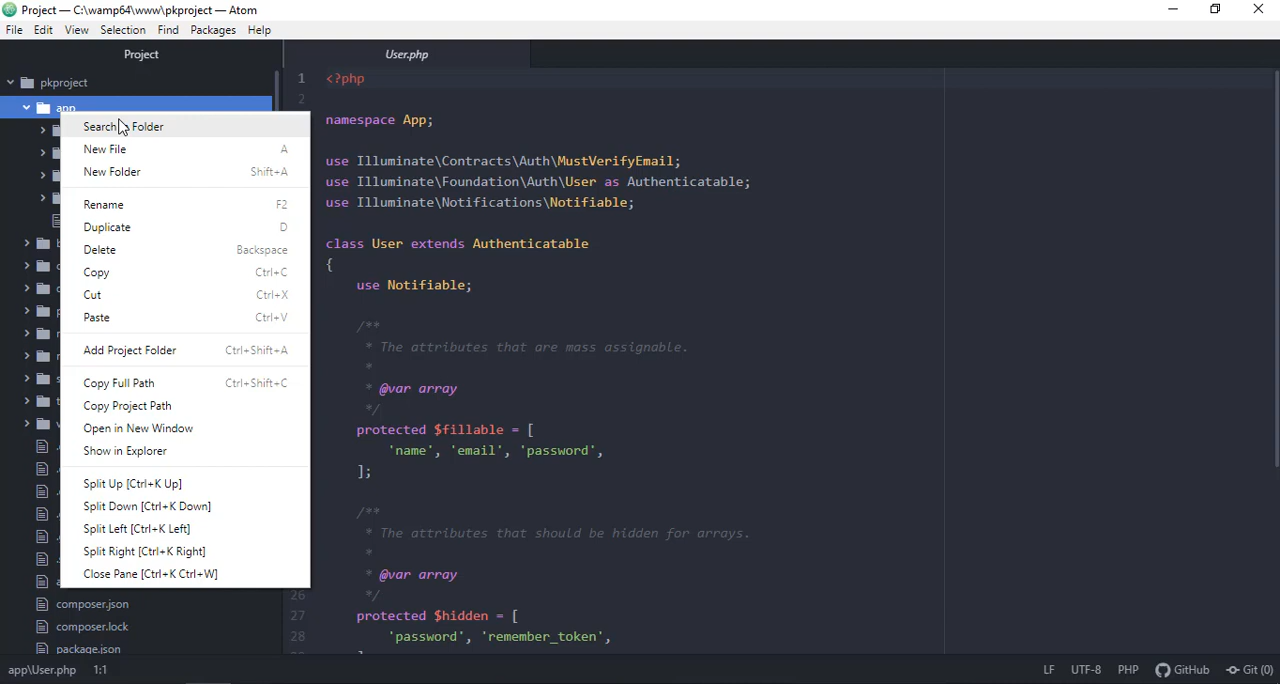 Project — C:\wamp64\www\pkproject — Atom
File Edit View Selection Find Packages Help
Project
User.php
pkproject
app
Search Folder
New File A
New Folder Shift+A
Rename F2
Duplicate D
Delete Backspace
Copy Ctrl+C
Cut Ctrl+X
Paste Ctrl+V
Add Project Folder Ctrl+Shift+A
Copy Full Path Ctrl+Shift+C
Copy Project Path
Open in New Window
Show in Explorer
Split Up [Ctrl+K Up]
Split Down [Ctrl+K Down]
Split Left [Ctrl+K Left]
Split Right [Ctrl+K Right]
Close Pane [Ctrl+K Ctrl+W]
composer.json
composer.lock
package.json
1 <?php
2
namespace App;
use Illuminate\Contracts\Auth\MustVerifyEmail;
use Illuminate\Foundation\Auth\User as Authenticatable;
use Illuminate\Notifications\Notifiable;
class User extends Authenticatable
{
use Notifiable;
/**
* The attributes that are mass assignable.
*
* @var array
*/
protected $fillable = [
'name', 'email', 'password',
];
/**
* The attributes that should be hidden for arrays.
*
* @var array
26 */
27 protected $hidden = [
28 'password', 'remember_token',
app\User.php 1:1 LF UTF-8 PHP GitHub Git (0)